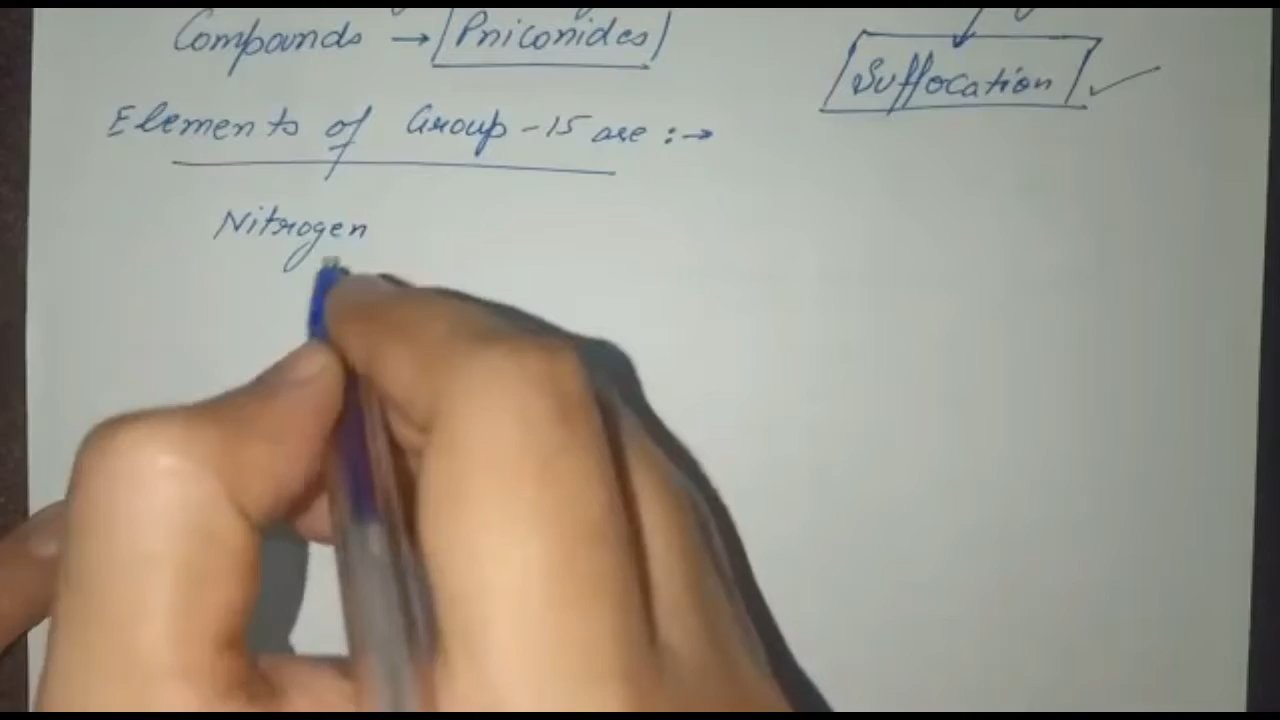 Compounds → Pniconides
Suffocation ✓
Elements of Group -15 are :→
Nitrogen